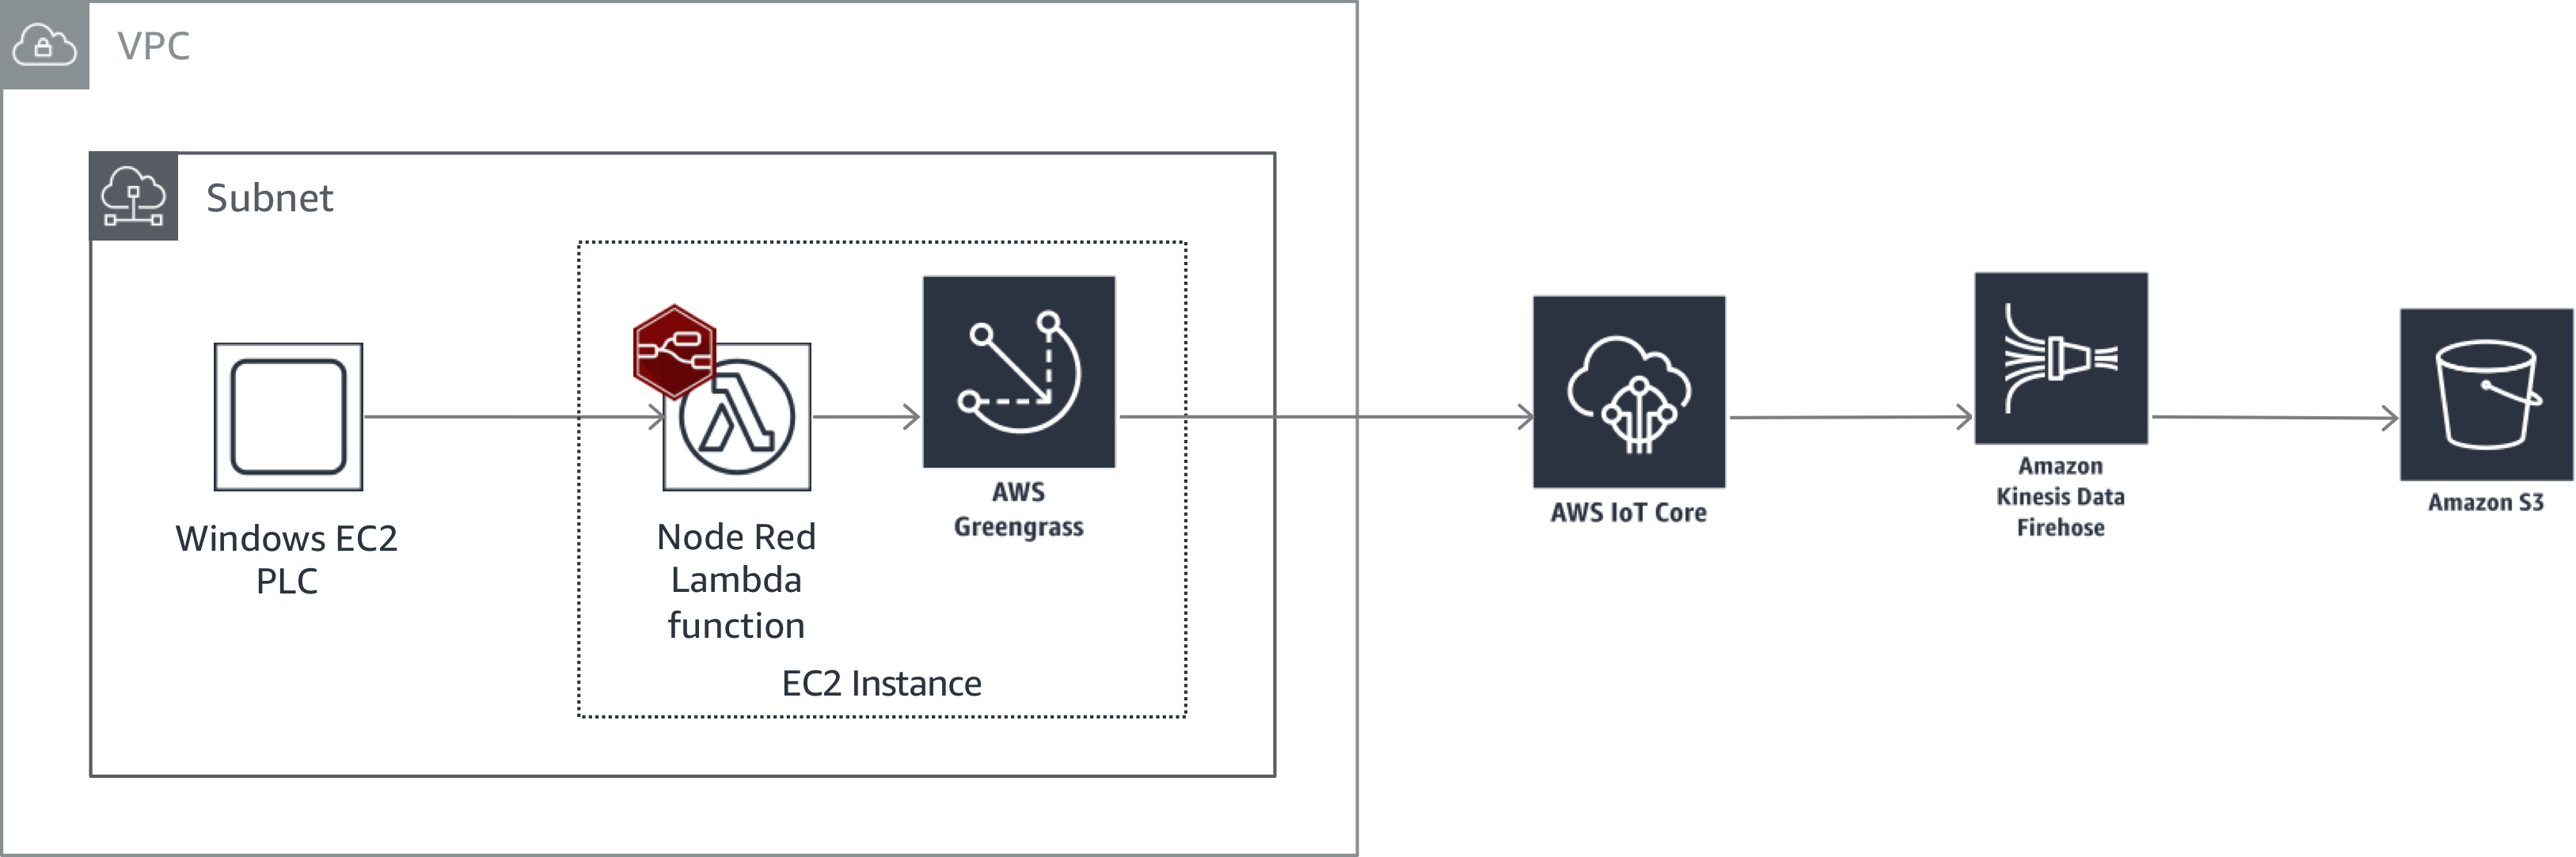 VPC
Subnet
Windows EC2
PLC
Node Red
Lambda
function
AWS
Greengrass
EC2 Instance
AWS IoT Core
Amazon
Kinesis Data
Firehose
Amazon S3